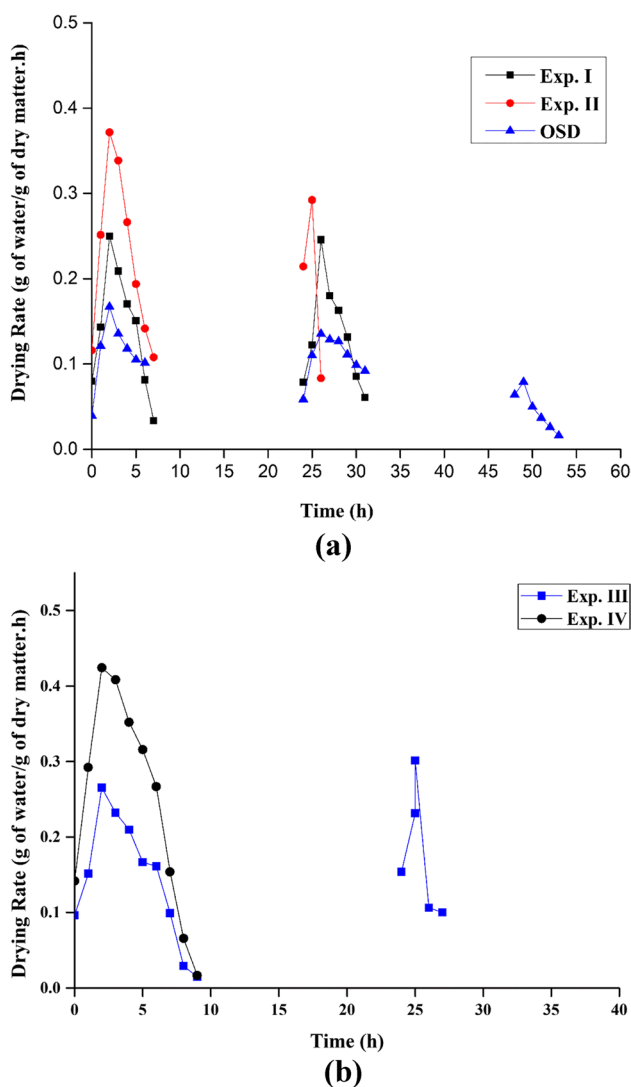 0.5
0.4
0.3
0.2
0.1
0.0
Drying Rate (g of water/g of dry matter.h)
Exp. I
Exp. II
OSD
0 5 10 15 20 25 30 35 40 45 50 55 60
Time (h)
(a)
0.5
0.4
0.3
0.2
0.1
0.0
Drying Rate (g of water/g of dry matter.h)
Exp. III
Exp. IV
0 5 10 15 20 25 30 35 40
Time (h)
(b)